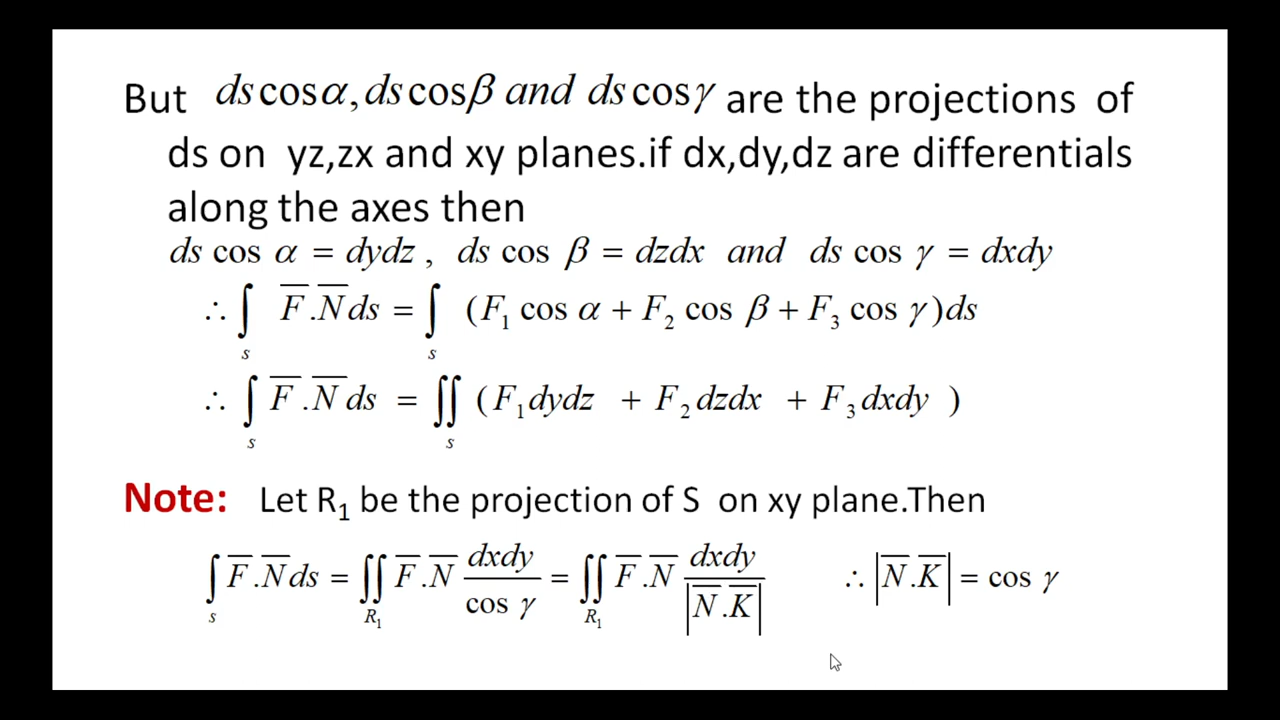 But ds cosα, ds cosβ and ds cosγ are the projections of
ds on yz,zx and xy planes.if dx,dy,dz are differentials
along the axes then
ds cos α = dydz , ds cos β = dzdx and ds cos γ = dxdy
∴ ∫_s F̅.N̅ ds = ∫_s (F₁ cos α + F₂ cos β + F₃ cos γ)ds
∴ ∫_s F̅.N̅ ds = ∬_s (F₁dydz + F₂dzdx + F₃dxdy )
Note: Let R₁ be the projection of S on xy plane.Then
∫_s F̅.N̅ ds = ∬_R₁ F̅.N̅ dxdy/cos γ = ∬_R₁ F̅.N̅ dxdy/|N̅.K̅| ∴ |N̅.K̅| = cos γ